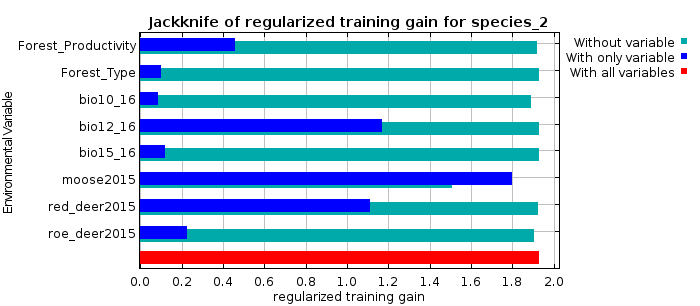 Jackknife of regularized training gain for species_2
Forest_Productivity
Forest_Type
bio10_16
bio12_16
bio15_16
moose2015
red_deer2015
roe_deer2015
Environmental Variable
Without variable
With only variable
With all variables
0.0 0.2 0.4 0.6 0.8 1.0 1.2 1.4 1.6 1.8 2.0
regularized training gain